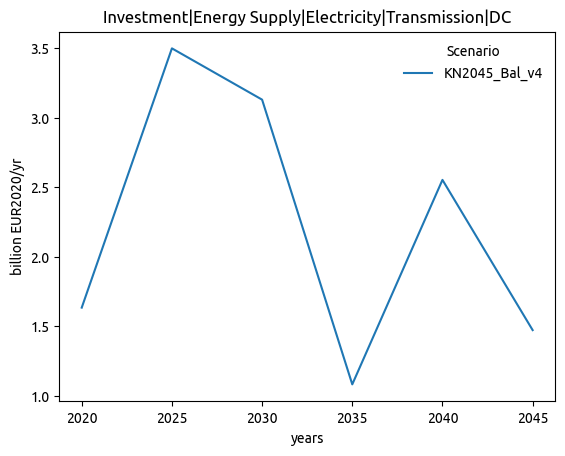 Investment|Energy Supply|Electricity|Transmission|DC
Scenario
KN2045_Bal_v4
billion EUR2020/yr
3.5
3.0
2.5
2.0
1.5
1.0
2020 2025 2030 2035 2040 2045
years